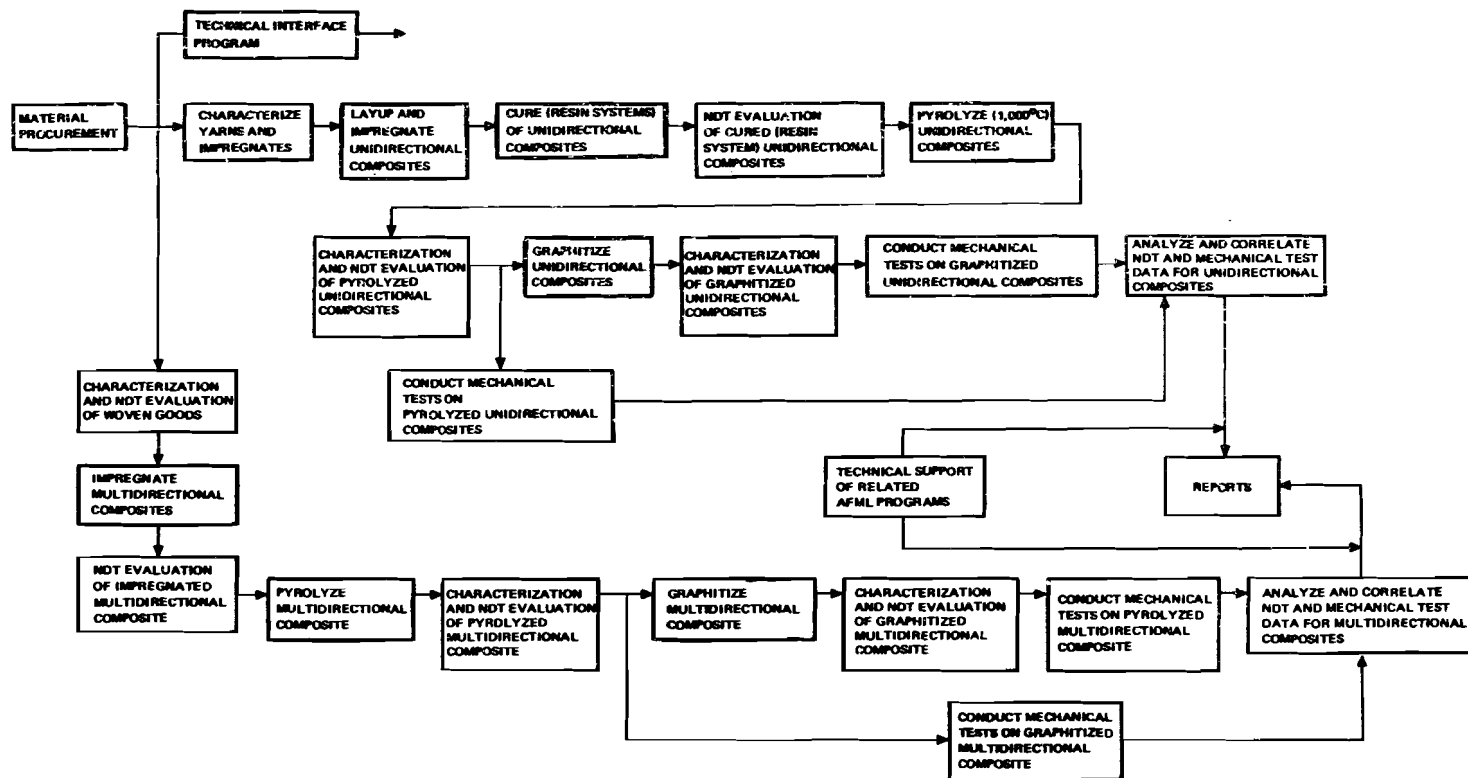 TECHNICAL INTERFACE
PROGRAM
MATERIAL
PROCUREMENT
CHARACTERIZE
YARNS AND
IMPREGNATES
LAYUP AND
IMPREGNATE
UNIDIRECTIONAL
COMPOSITES
CURE (RESIN SYSTEMS)
OF UNIDIRECTIONAL
COMPOSITES
NDT EVALUATION
OF CURED (RESIN
SYSTEM) UNIDIRECTIONAL
COMPOSITES
PYROLYZE (1,000°C)
UNIDIRECTIONAL
COMPOSITES
CHARACTERIZATION
AND NDT EVALUATION
OF PYROLYZED
UNIDIRECTIONAL
COMPOSITES
GRAPHITIZE
UNIDIRECTIONAL
COMPOSITES
CHARACTERIZATION
AND NDT EVALUATION
OF GRAPHITIZED
UNIDIRECTIONAL
COMPOSITES
CONDUCT MECHANICAL
TESTS ON GRAPHITIZED
UNIDIRECTIONAL COMPOSITES
ANALYZE AND CORRELATE
NDT AND MECHANICAL TEST
DATA FOR UNIDIRECTIONAL
COMPOSITES
CONDUCT MECHANICAL
TESTS ON
PYROLYZED UNIDIRECTIONAL
COMPOSITES
CHARACTERIZATION
AND NDT EVALUATION
OF WOVEN GOODS
IMPREGNATE
MULTIDIRECTIONAL
COMPOSITES
TECHNICAL SUPPORT
OF RELATED
AFML PROGRAMS
REPORTS
NDT EVALUATION
OF IMPREGNATED
MULTIDIRECTIONAL
COMPOSITE
PYROLYZE
MULTIDIRECTIONAL
COMPOSITE
CHARACTERIZATION
AND NDT EVALUATION
OF PYROLYZED
MULTIDIRECTIONAL
COMPOSITE
GRAPHITIZE
MULTIDIRECTIONAL
COMPOSITE
CHARACTERIZATION
AND NDT EVALUATION
OF GRAPHITIZED
MULTIDIRECTIONAL
COMPOSITE
CONDUCT MECHANICAL
TESTS ON PYROLYZED
MULTIDIRECTIONAL
COMPOSITE
ANALYZE AND CORRELATE
NDT AND MECHANICAL TEST
DATA FOR MULTIDIRECTIONAL
COMPOSITES
CONDUCT MECHANICAL
TESTS ON GRAPHITIZED
MULTIDIRECTIONAL
COMPOSITE